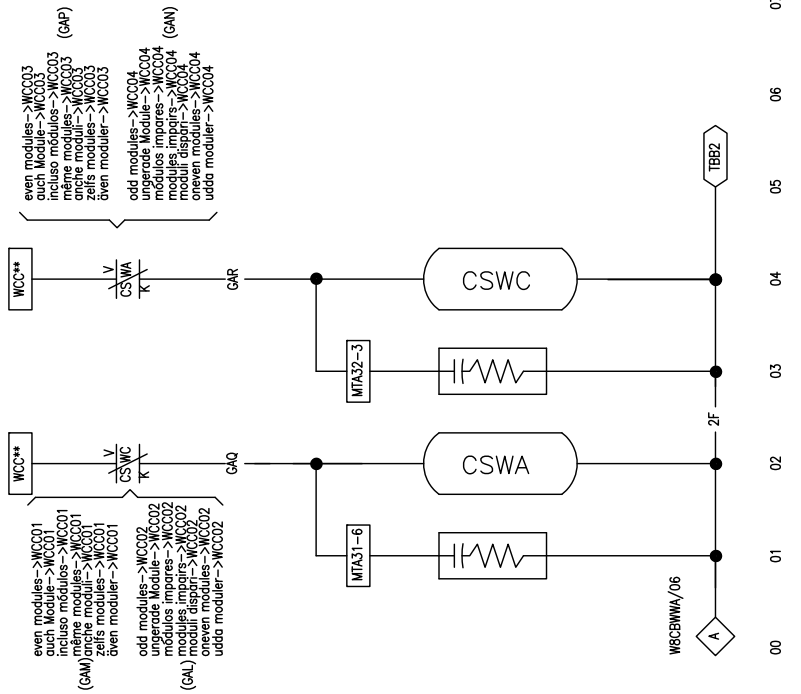 even modules->WCC01
auch Module->WCC01
incluso módulos->WCC01
même modules->WCC01
anche moduli->WCC01
zelfs modules->WCC01
även moduler->WCC01
(GAM)
odd modules->WCC02
ungerade Module->WCC02
módulos impares->WCC02
modules impairs->WCC02
moduli dispari->WCC02
oneven modules->WCC02
udda moduler->WCC02
(GAL)
WCC**
V
CSWC
K
GAQ
MTA31-6
CSWA
even modules->WCC03
auch Module->WCC03
incluso módulos->WCC03
même modules->WCC03
anche moduli->WCC03
zelfs modules->WCC03
även moduler->WCC03
(GAP)
odd modules->WCC04
ungerade Module->WCC04
módulos impares->WCC04
modules impairs->WCC04
moduli dispari->WCC04
oneven modules->WCC04
udda moduler->WCC04
(GAN)
WCC**
V
CSWA
K
GAR
MTA32-3
CSWC
W8CBWWA/06
A
2F
TBB2
00
01
02
03
04
05
06